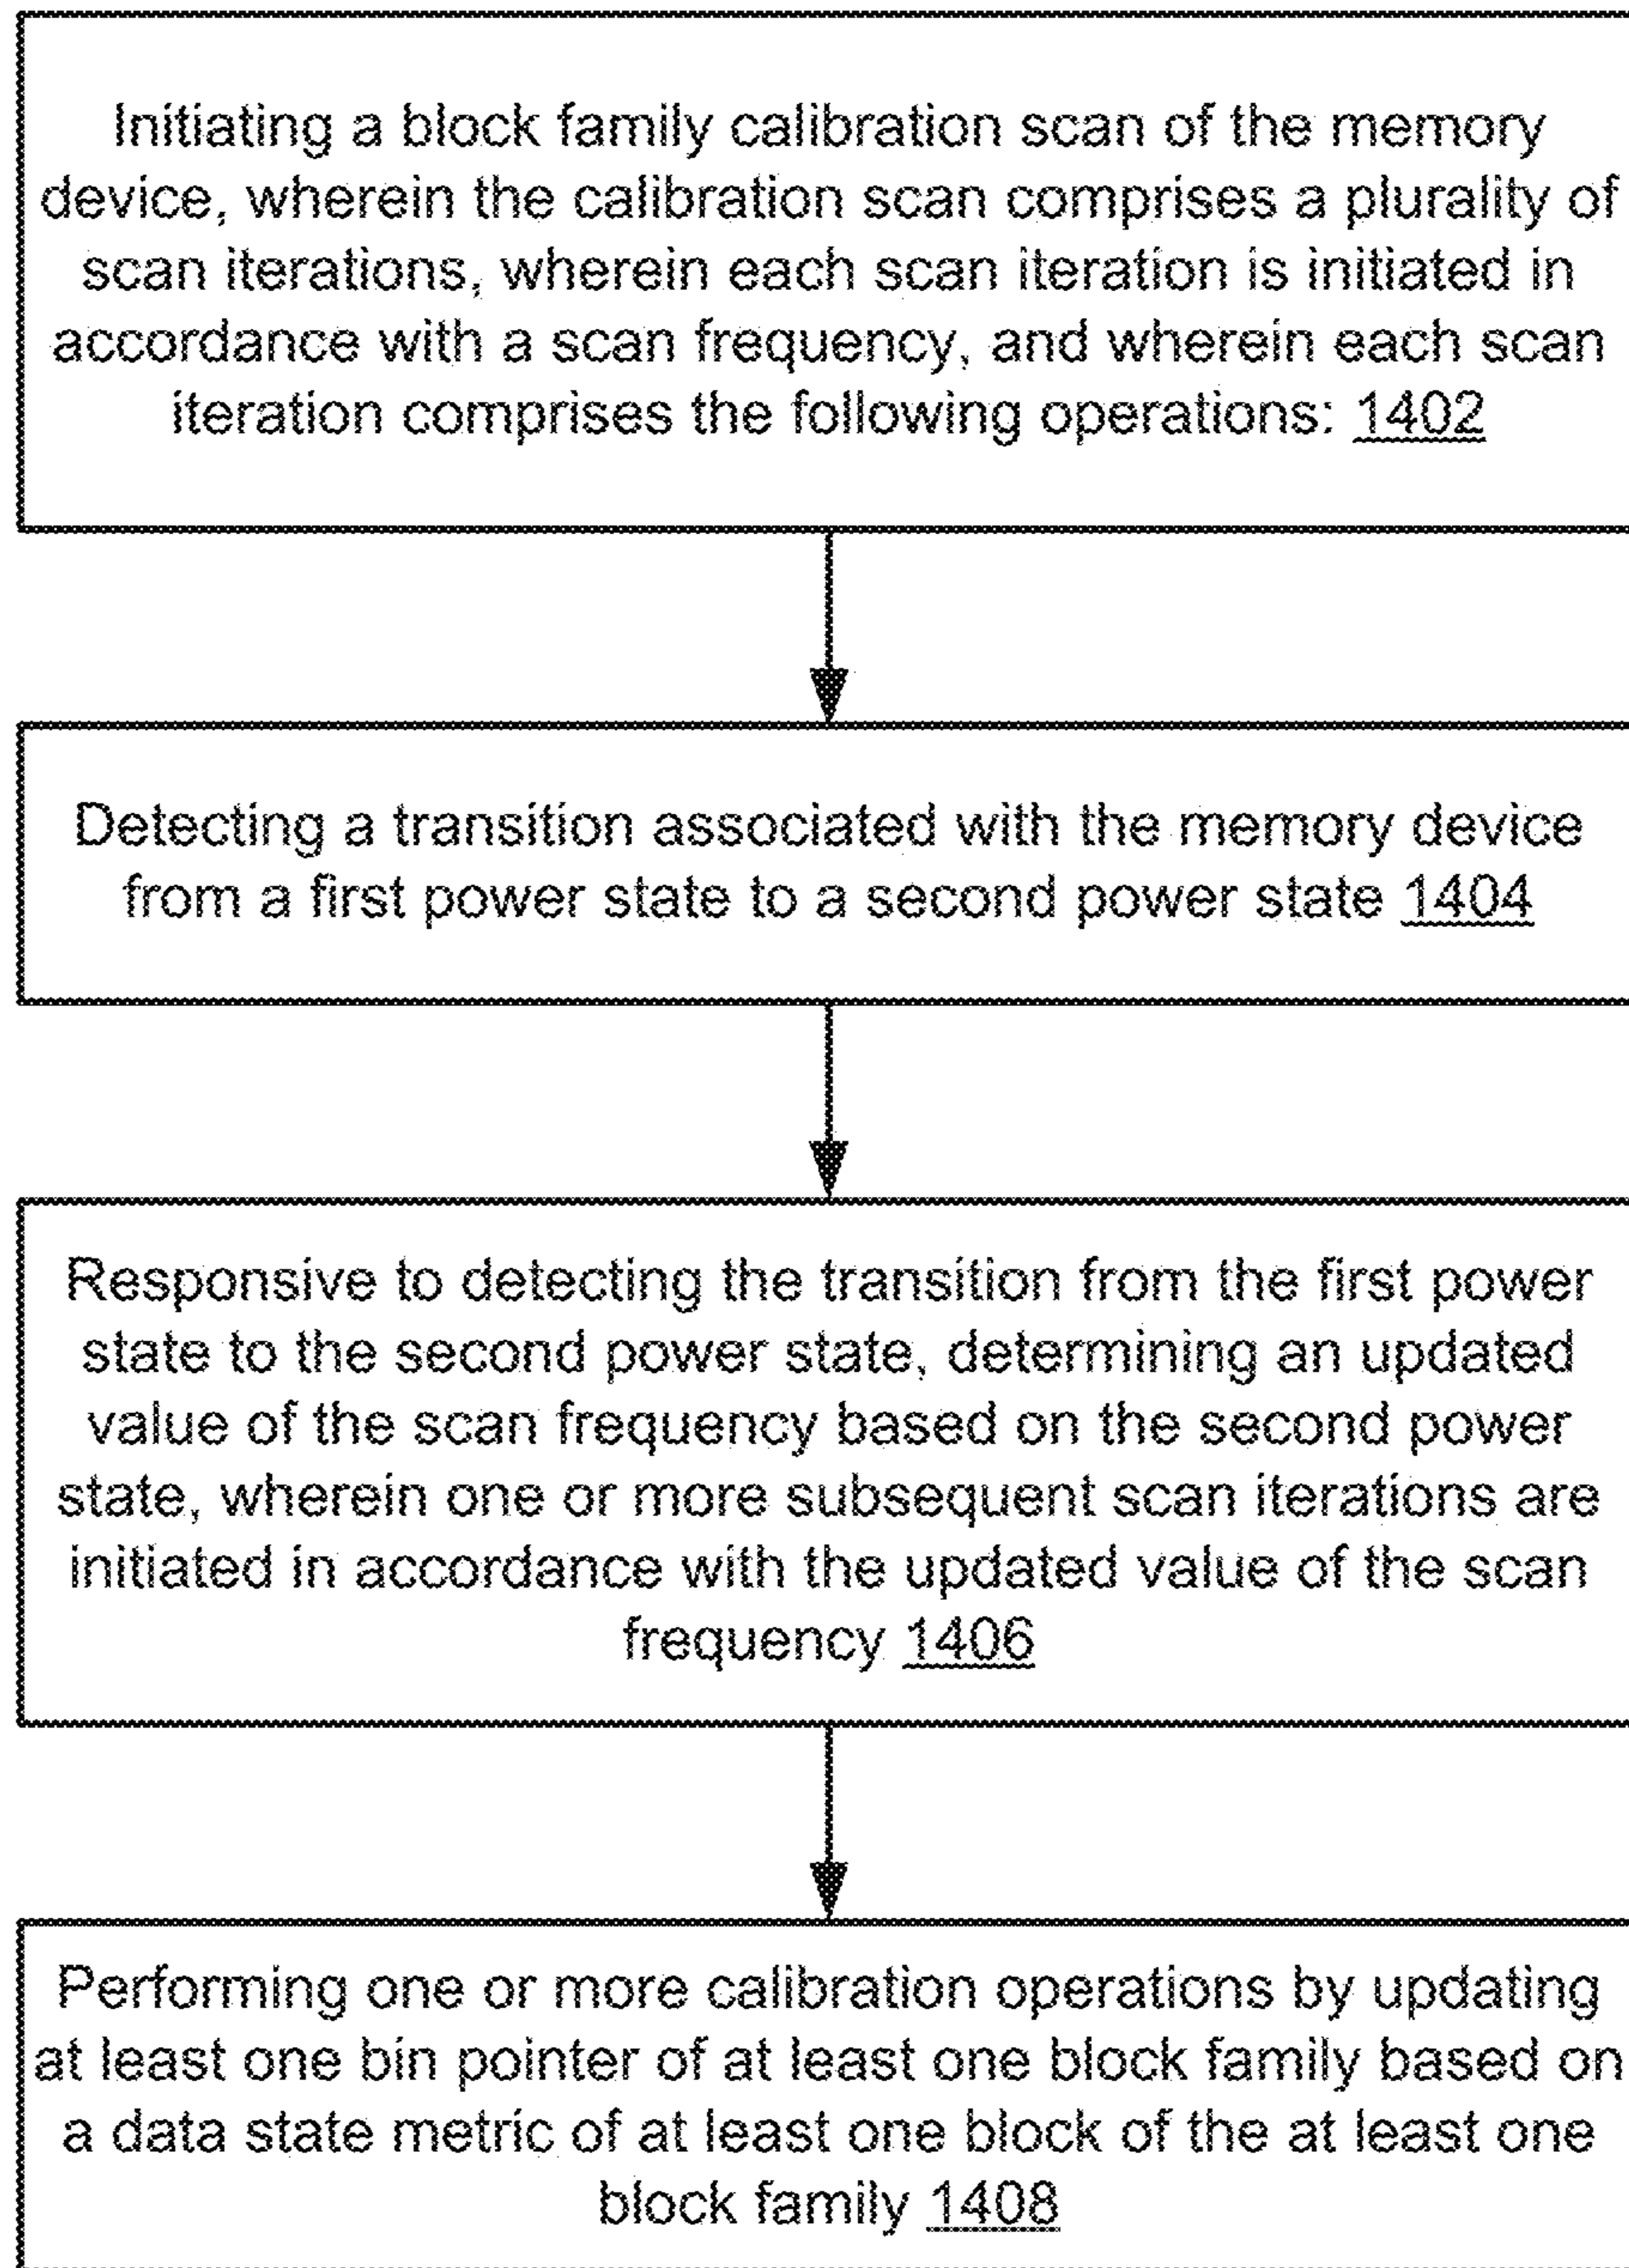 Initiating a block family calibration scan of the memory
device, wherein the calibration scan comprises a plurality of
scan iterations, wherein each scan iteration is initiated in
accordance with a scan frequency, and wherein each scan
iteration comprises the following operations: 1402
Detecting a transition associated with the memory device
from a first power state to a second power state 1404
Responsive to detecting the transition from the first power
state to the second power state, determining an updated
value of the scan frequency based on the second power
state, wherein one or more subsequent scan iterations are
initiated in accordance with the updated value of the scan
frequency 1406
Performing one or more calibration operations by updating
at least one bin pointer of at least one block family based on
a data state metric of at least one block of the at least one
block family 1408